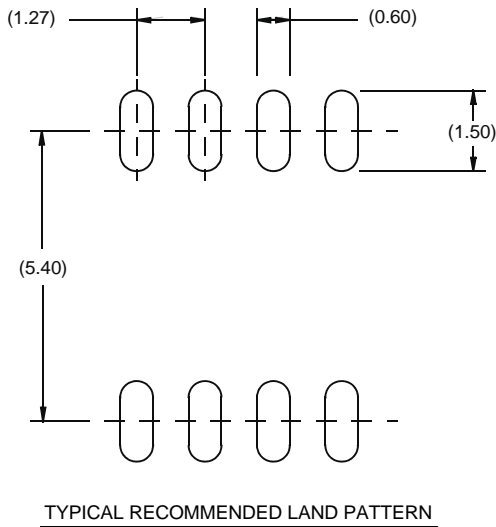 (1.27)
(0.60)
(1.50)
(5.40)
TYPICAL RECOMMENDED LAND PATTERN